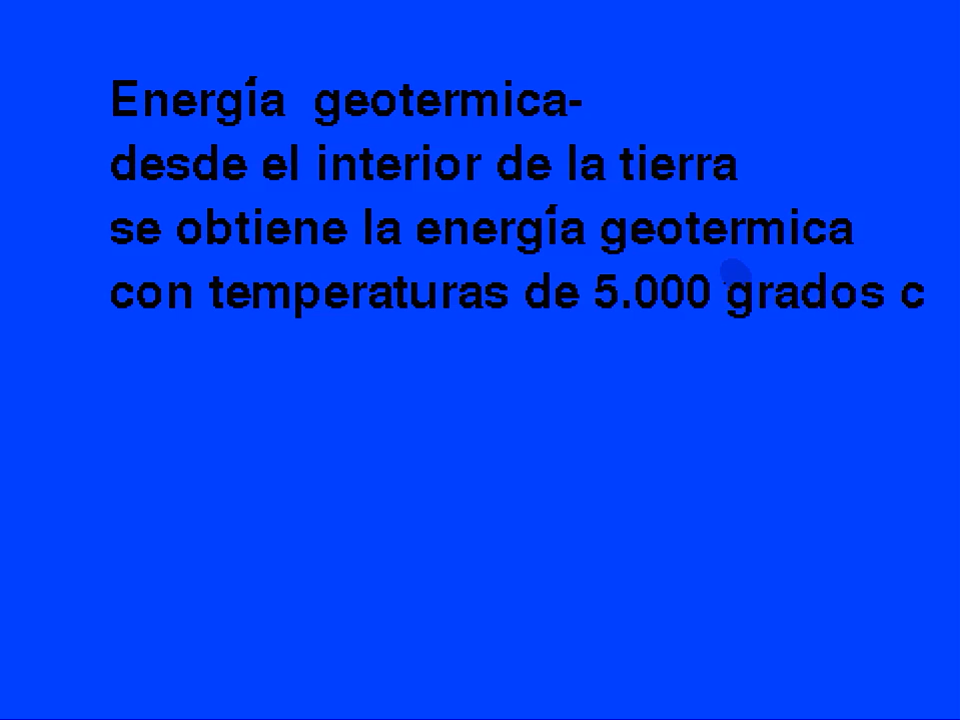 Energía  geotermica-
desde el interior de la tierra
se obtiene la energía geotermica
con temperaturas de 5.000 grados c